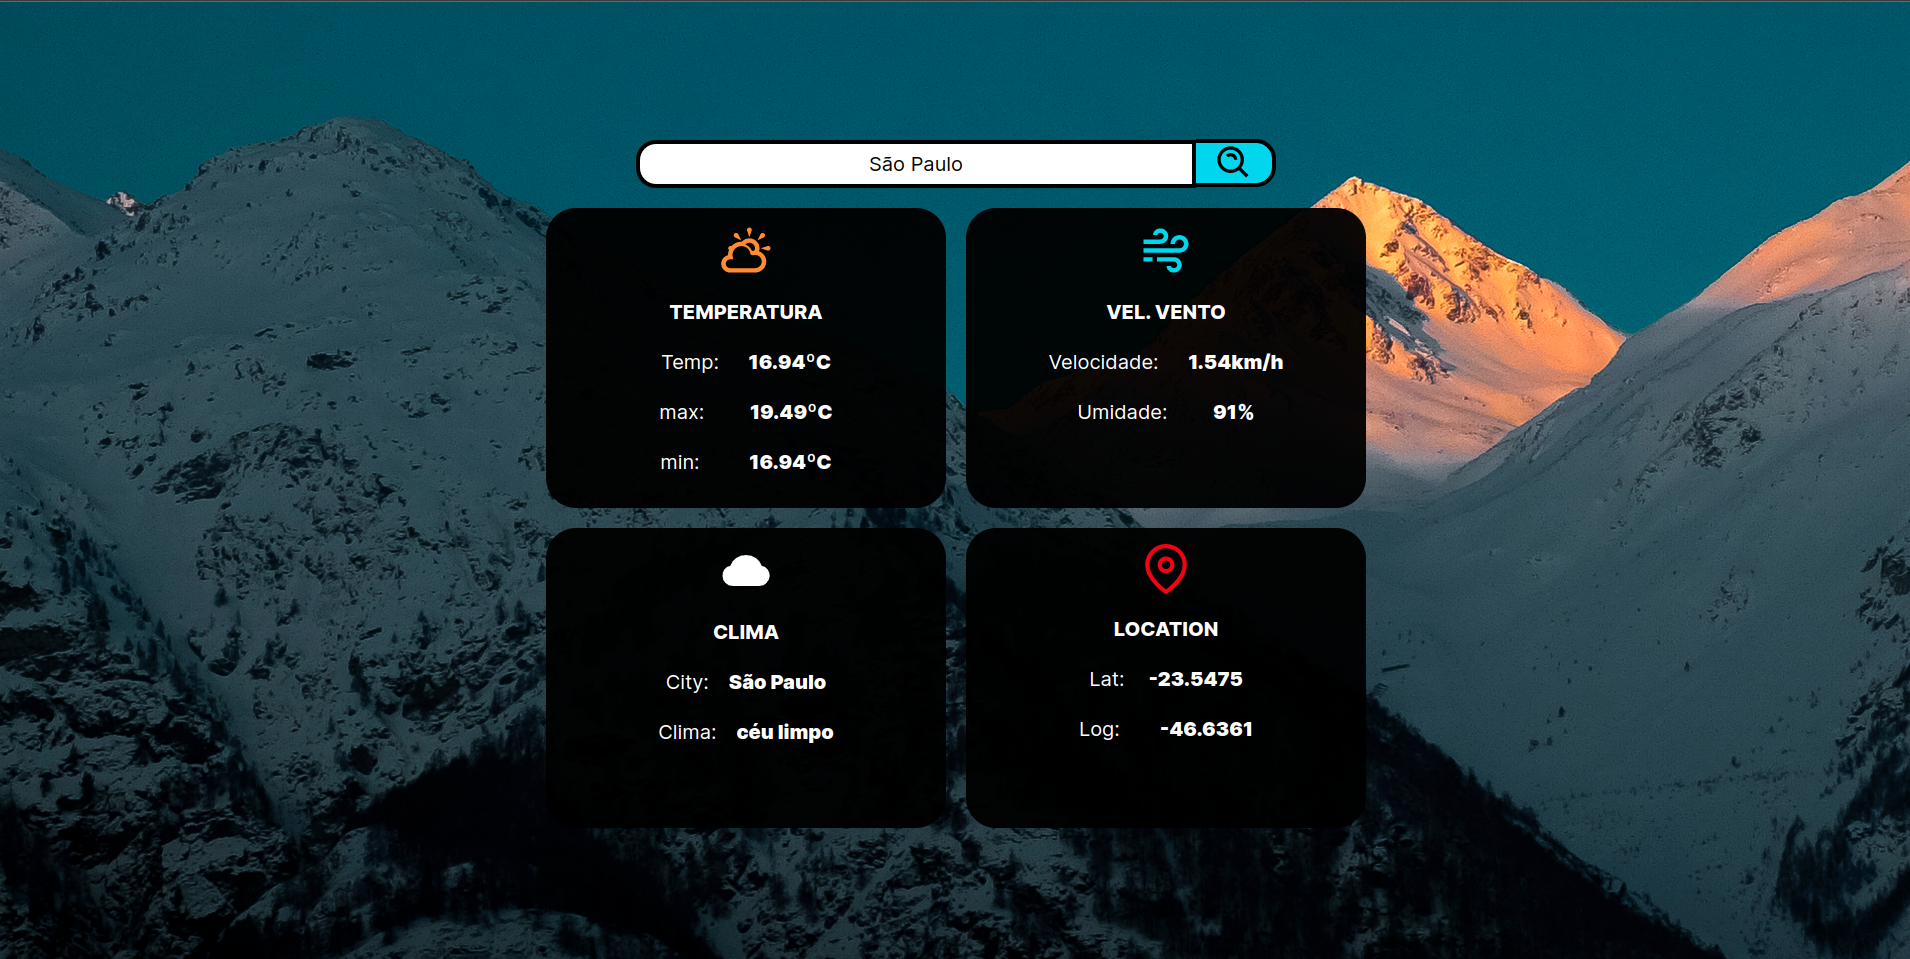 São Paulo
TEMPERATURA
Temp: 16.94°C
max: 19.49°C
min: 16.94°C
VEL. VENTO
Velocidade: 1.54km/h
Umidade: 91%
CLIMA
City: São Paulo
Clima: céu limpo
LOCATION
Lat: -23.5475
Log: -46.6361